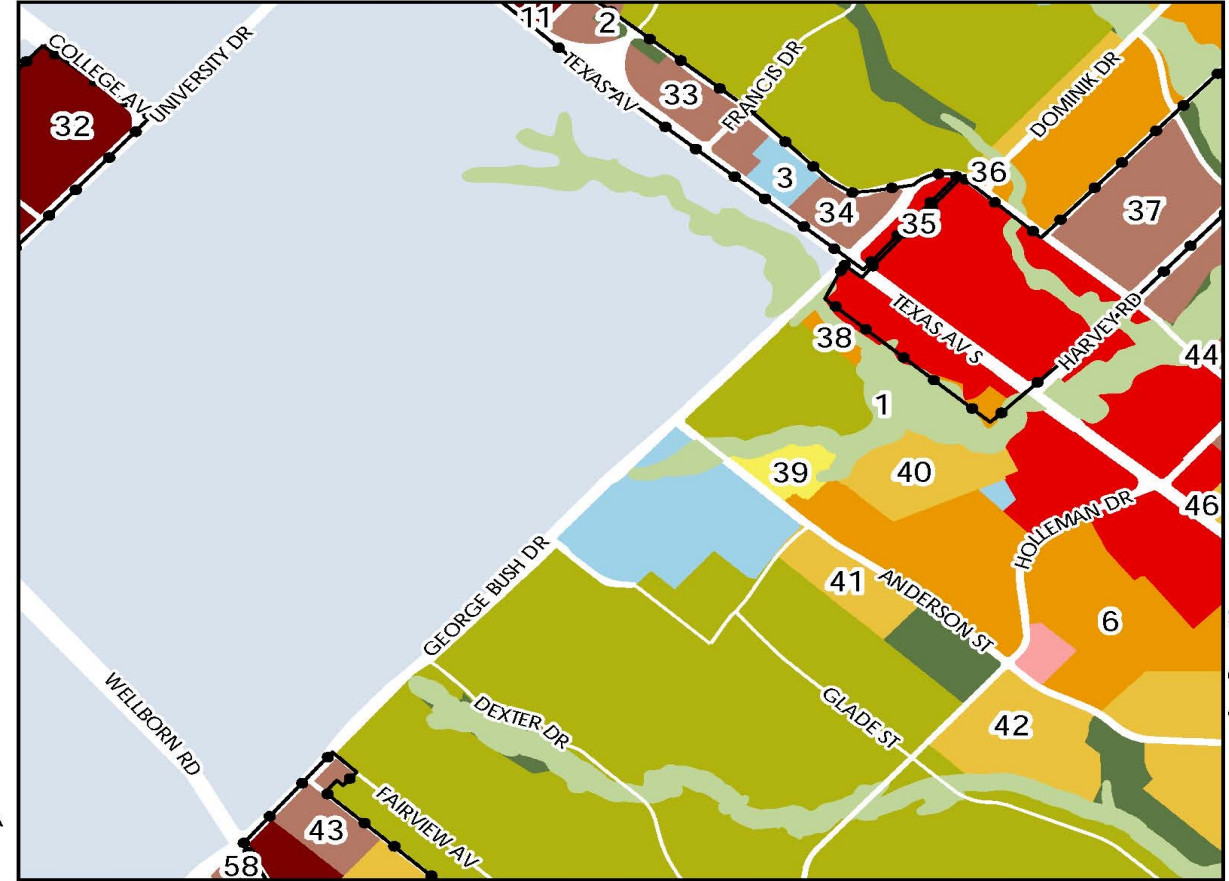 11
2
COLLEGE AV
UNIVERSITY DR
TEXAS AV
FRANCIS DR
DOMINIK DR
33
32
3
36
34
35
37
TEXAS AV S
HARVEY RD
38
44
1
39
40
46
HOLLEMAN DR
GEORGE BUSH DR
41
ANDERSON ST
6
WELLBORN RD
DEXTER DR
GLADE ST
42
FAIRVIEW AV
43
58